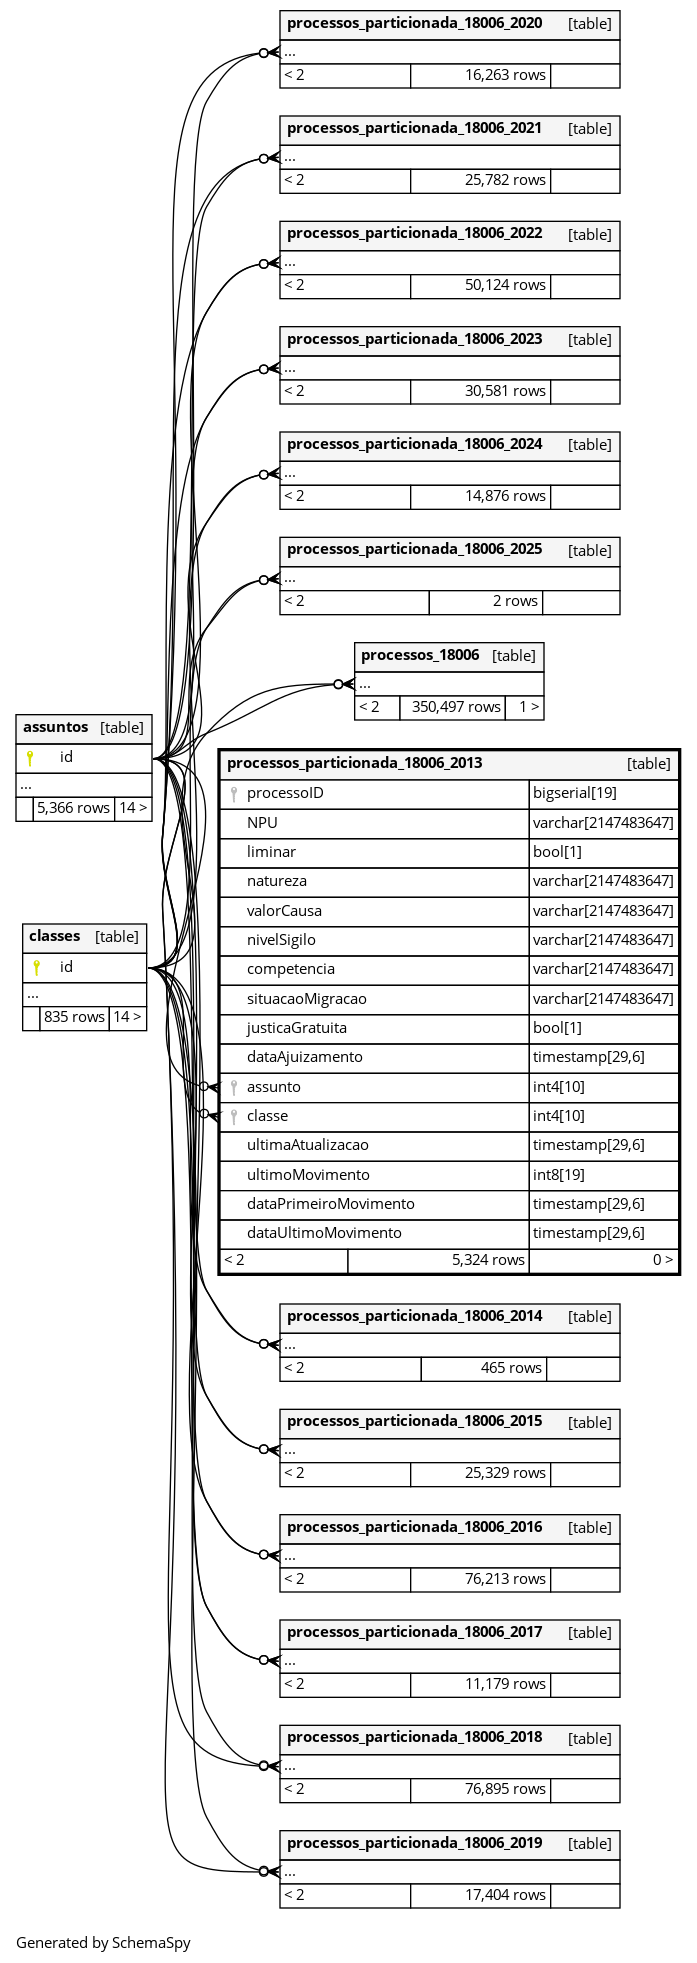 processos_particionada_18006_2020 [table]
...
< 2 16,263 rows
processos_particionada_18006_2021 [table]
...
< 2 25,782 rows
processos_particionada_18006_2022 [table]
...
< 2 50,124 rows
processos_particionada_18006_2023 [table]
...
< 2 30,581 rows
processos_particionada_18006_2024 [table]
...
< 2 14,876 rows
processos_particionada_18006_2025 [table]
...
< 2 2 rows
processos_18006 [table]
...
< 2 350,497 rows 1 >
assuntos [table]
id
...
5,366 rows 14 >
classes [table]
id
...
835 rows 14 >
processos_particionada_18006_2013 [table]
processoID bigserial[19]
NPU varchar[2147483647]
liminar bool[1]
natureza varchar[2147483647]
valorCausa varchar[2147483647]
nivelSigilo varchar[2147483647]
competencia varchar[2147483647]
situacaoMigracao varchar[2147483647]
justicaGratuita bool[1]
dataAjuizamento timestamp[29,6]
assunto int4[10]
classe int4[10]
ultimaAtualizacao timestamp[29,6]
ultimoMovimento int8[19]
dataPrimeiroMovimento timestamp[29,6]
dataUltimoMovimento timestamp[29,6]
< 2 5,324 rows 0 >
processos_particionada_18006_2014 [table]
...
< 2 465 rows
processos_particionada_18006_2015 [table]
...
< 2 25,329 rows
processos_particionada_18006_2016 [table]
...
< 2 76,213 rows
processos_particionada_18006_2017 [table]
...
< 2 11,179 rows
processos_particionada_18006_2018 [table]
...
< 2 76,895 rows
processos_particionada_18006_2019 [table]
...
< 2 17,404 rows
Generated by SchemaSpy